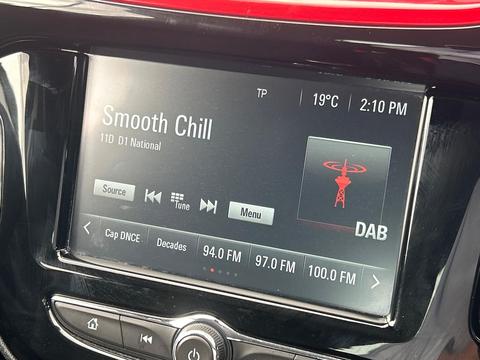 TP 19°C 2:10 PM
Smooth Chill
11D D1 National
Source Tune Menu
DAB
Cap DNCE Decades 94.0 FM 97.0 FM 100.0 FM